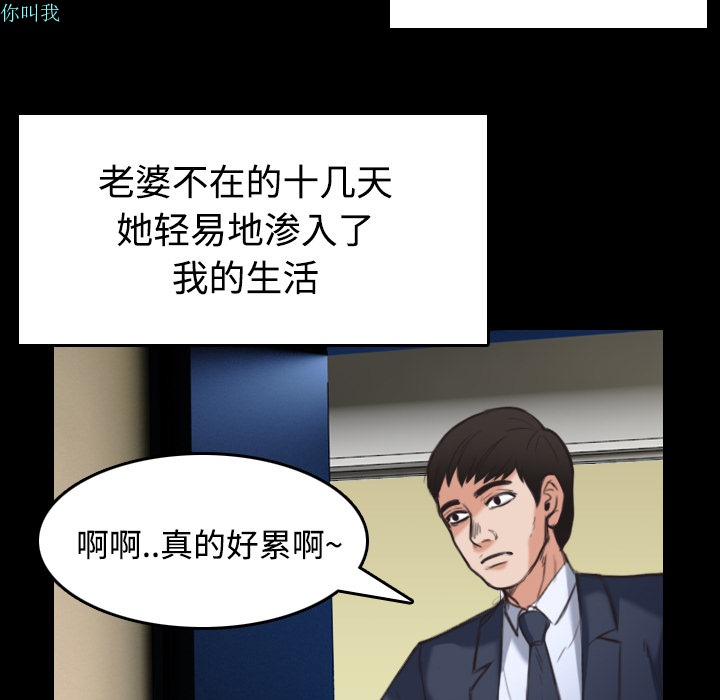 你叫我
老婆不在的十几天
她轻易地渗入了
我的生活
啊啊..真的好累啊~